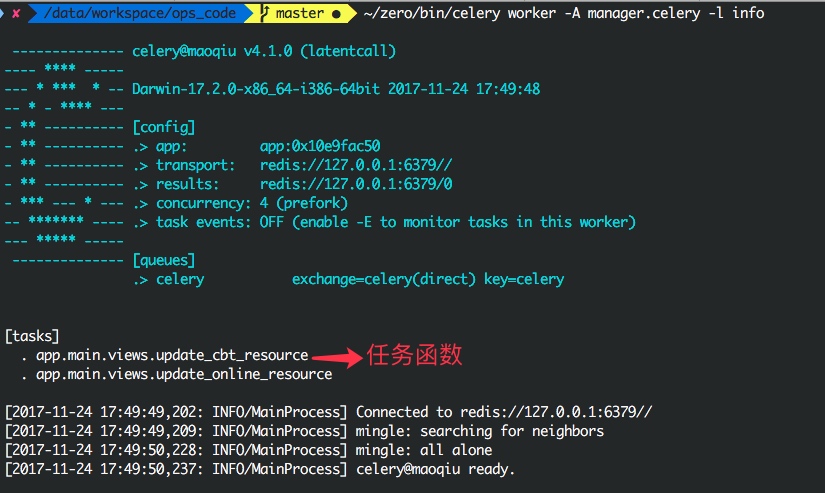 ✘ /data/workspace/ops_code master ● ~/zero/bin/celery worker -A manager.celery -l info
 -------------- celery@maoqiu v4.1.0 (latentcall)
---- **** -----
--- * ***  * -- Darwin-17.2.0-x86_64-i386-64bit 2017-11-24 17:49:48
-- * - **** ---
- ** ---------- [config]
- ** ---------- .> app:         app:0x10e9fac50
- ** ---------- .> transport:   redis://127.0.0.1:6379//
- ** ---------- .> results:     redis://127.0.0.1:6379/0
- *** --- * --- .> concurrency: 4 (prefork)
-- ******* ---- .> task events: OFF (enable -E to monitor tasks in this worker)
--- ***** -----
 -------------- [queues]
                .> celery           exchange=celery(direct) key=celery
[tasks]
  . app.main.views.update_cbt_resource 任务函数
  . app.main.views.update_online_resource
[2017-11-24 17:49:49,202: INFO/MainProcess] Connected to redis://127.0.0.1:6379//
[2017-11-24 17:49:49,209: INFO/MainProcess] mingle: searching for neighbors
[2017-11-24 17:49:50,228: INFO/MainProcess] mingle: all alone
[2017-11-24 17:49:50,237: INFO/MainProcess] celery@maoqiu ready.